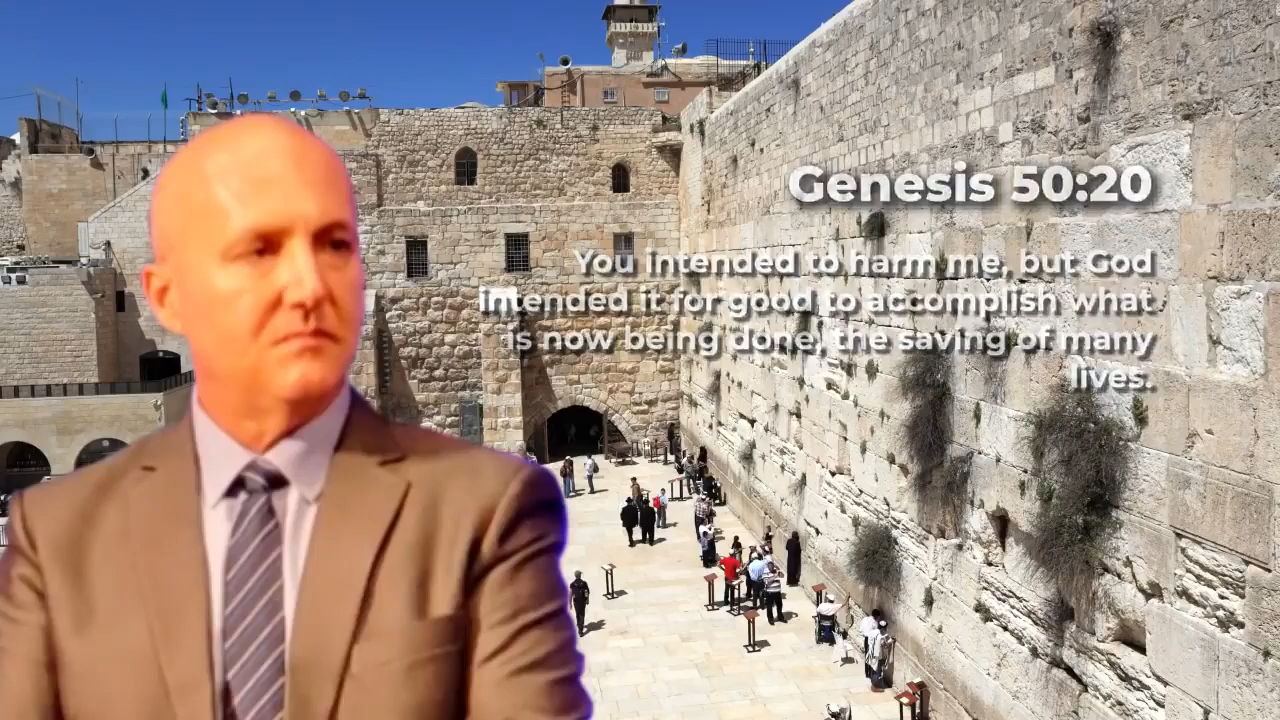 Genesis 50:20
You intended to harm me, but God
intended it for good to accomplish what
is now being done, the saving of many
lives.